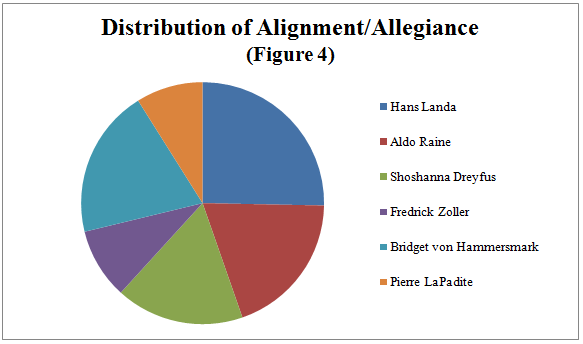 Distribution of Alignment/Allegiance
(Figure 4)
Hans Landa
Aldo Raine
Shoshanna Dreyfus
Fredrick Zoller
Bridget von Hammersmark
Pierre LaPadite